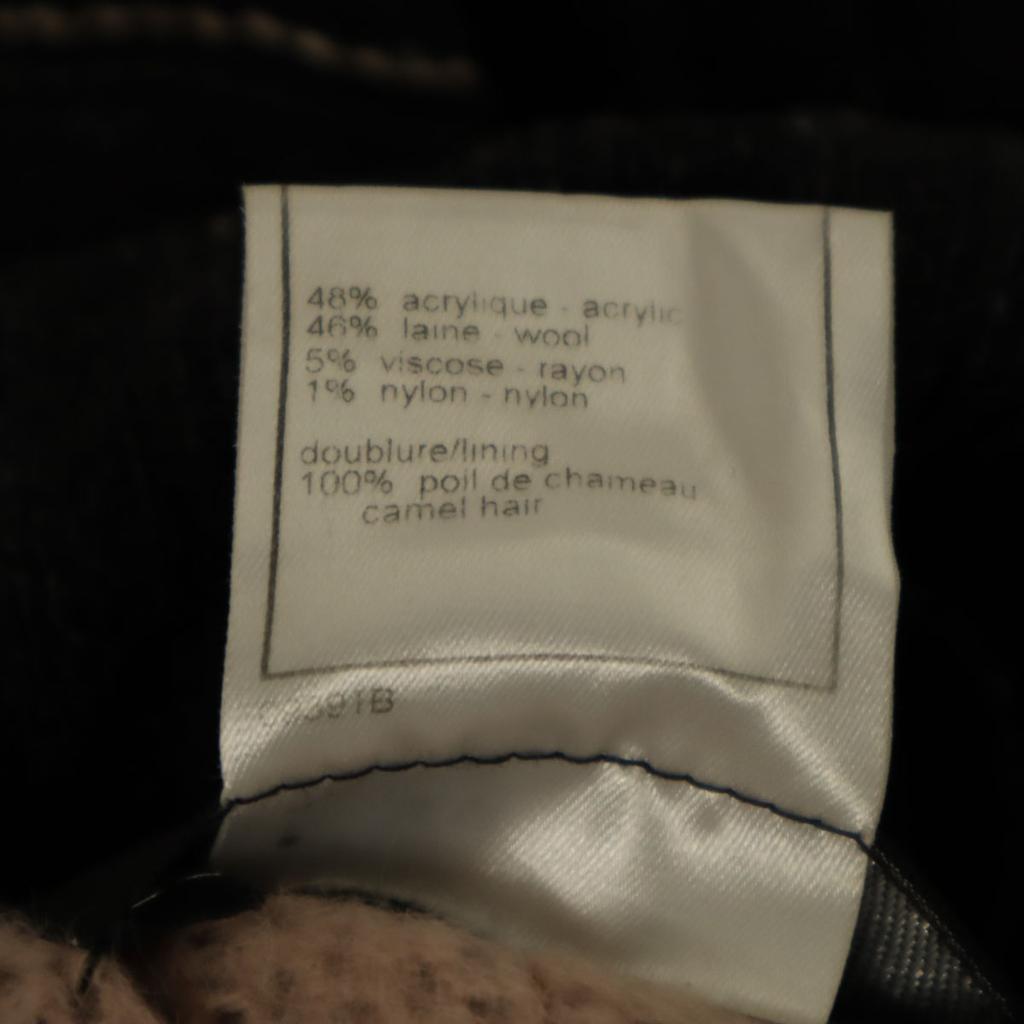 48% acrylique - acrylic
46% laine - wool
5% viscose - rayon
1% nylon - nylon
doublure/lining
100% poil de chameau
camel hair